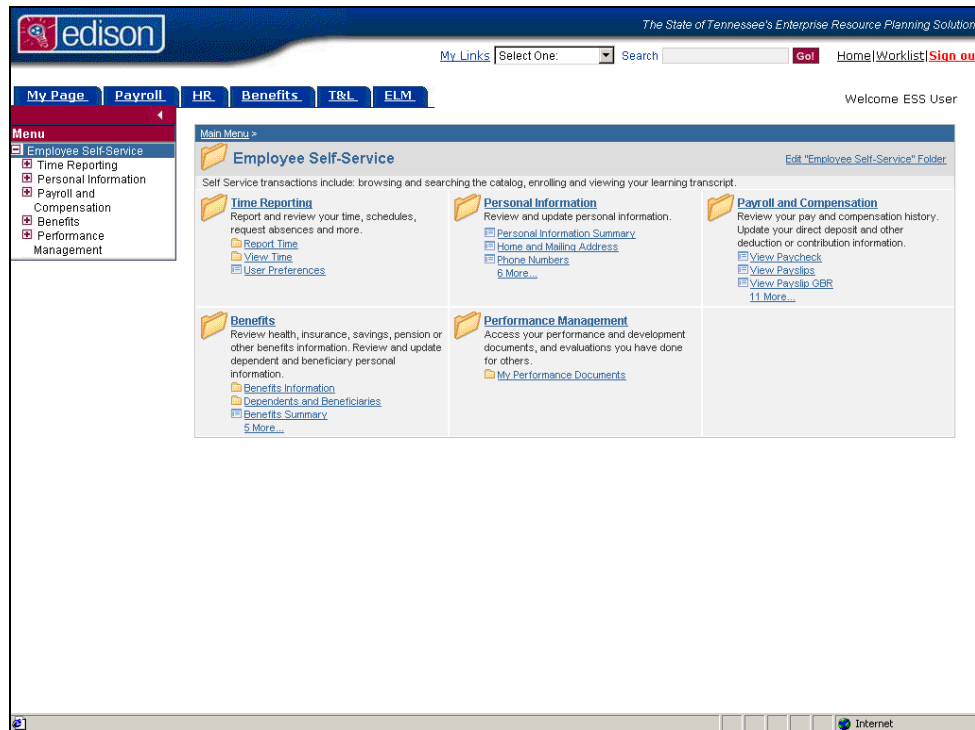 edison
The State of Tennessee's Enterprise Resource Planning Solution
My Links Select One: Search Go! Home|Worklist|Sign ou
My Page Payroll HR Benefits T&L ELM
Welcome ESS User
Menu
Employee Self-Service
Time Reporting
Personal Information
Payroll and
Compensation
Benefits
Performance
Management
Main Menu >
Employee Self-Service
Edit "Employee Self-Service" Folder
Self Service transactions include: browsing and searching the catalog, enrolling and viewing your learning transcript.
Time Reporting
Report and review your time, schedules,
request absences and more.
Report Time
View Time
User Preferences
Personal Information
Review and update personal information.
Personal Information Summary
Home and Mailing Address
Phone Numbers
6 More...
Payroll and Compensation
Review your pay and compensation history.
Update your direct deposit and other
deduction or contribution information.
View Paycheck
View Payslips
View Payslip GBR
11 More...
Benefits
Review health, insurance, savings, pension or
other benefits information. Review and update
dependent and beneficiary personal
information.
Benefits Information
Dependents and Beneficiaries
Benefits Summary
5 More...
Performance Management
Access your performance and development
documents, and evaluations you have done
for others.
My Performance Documents
Internet